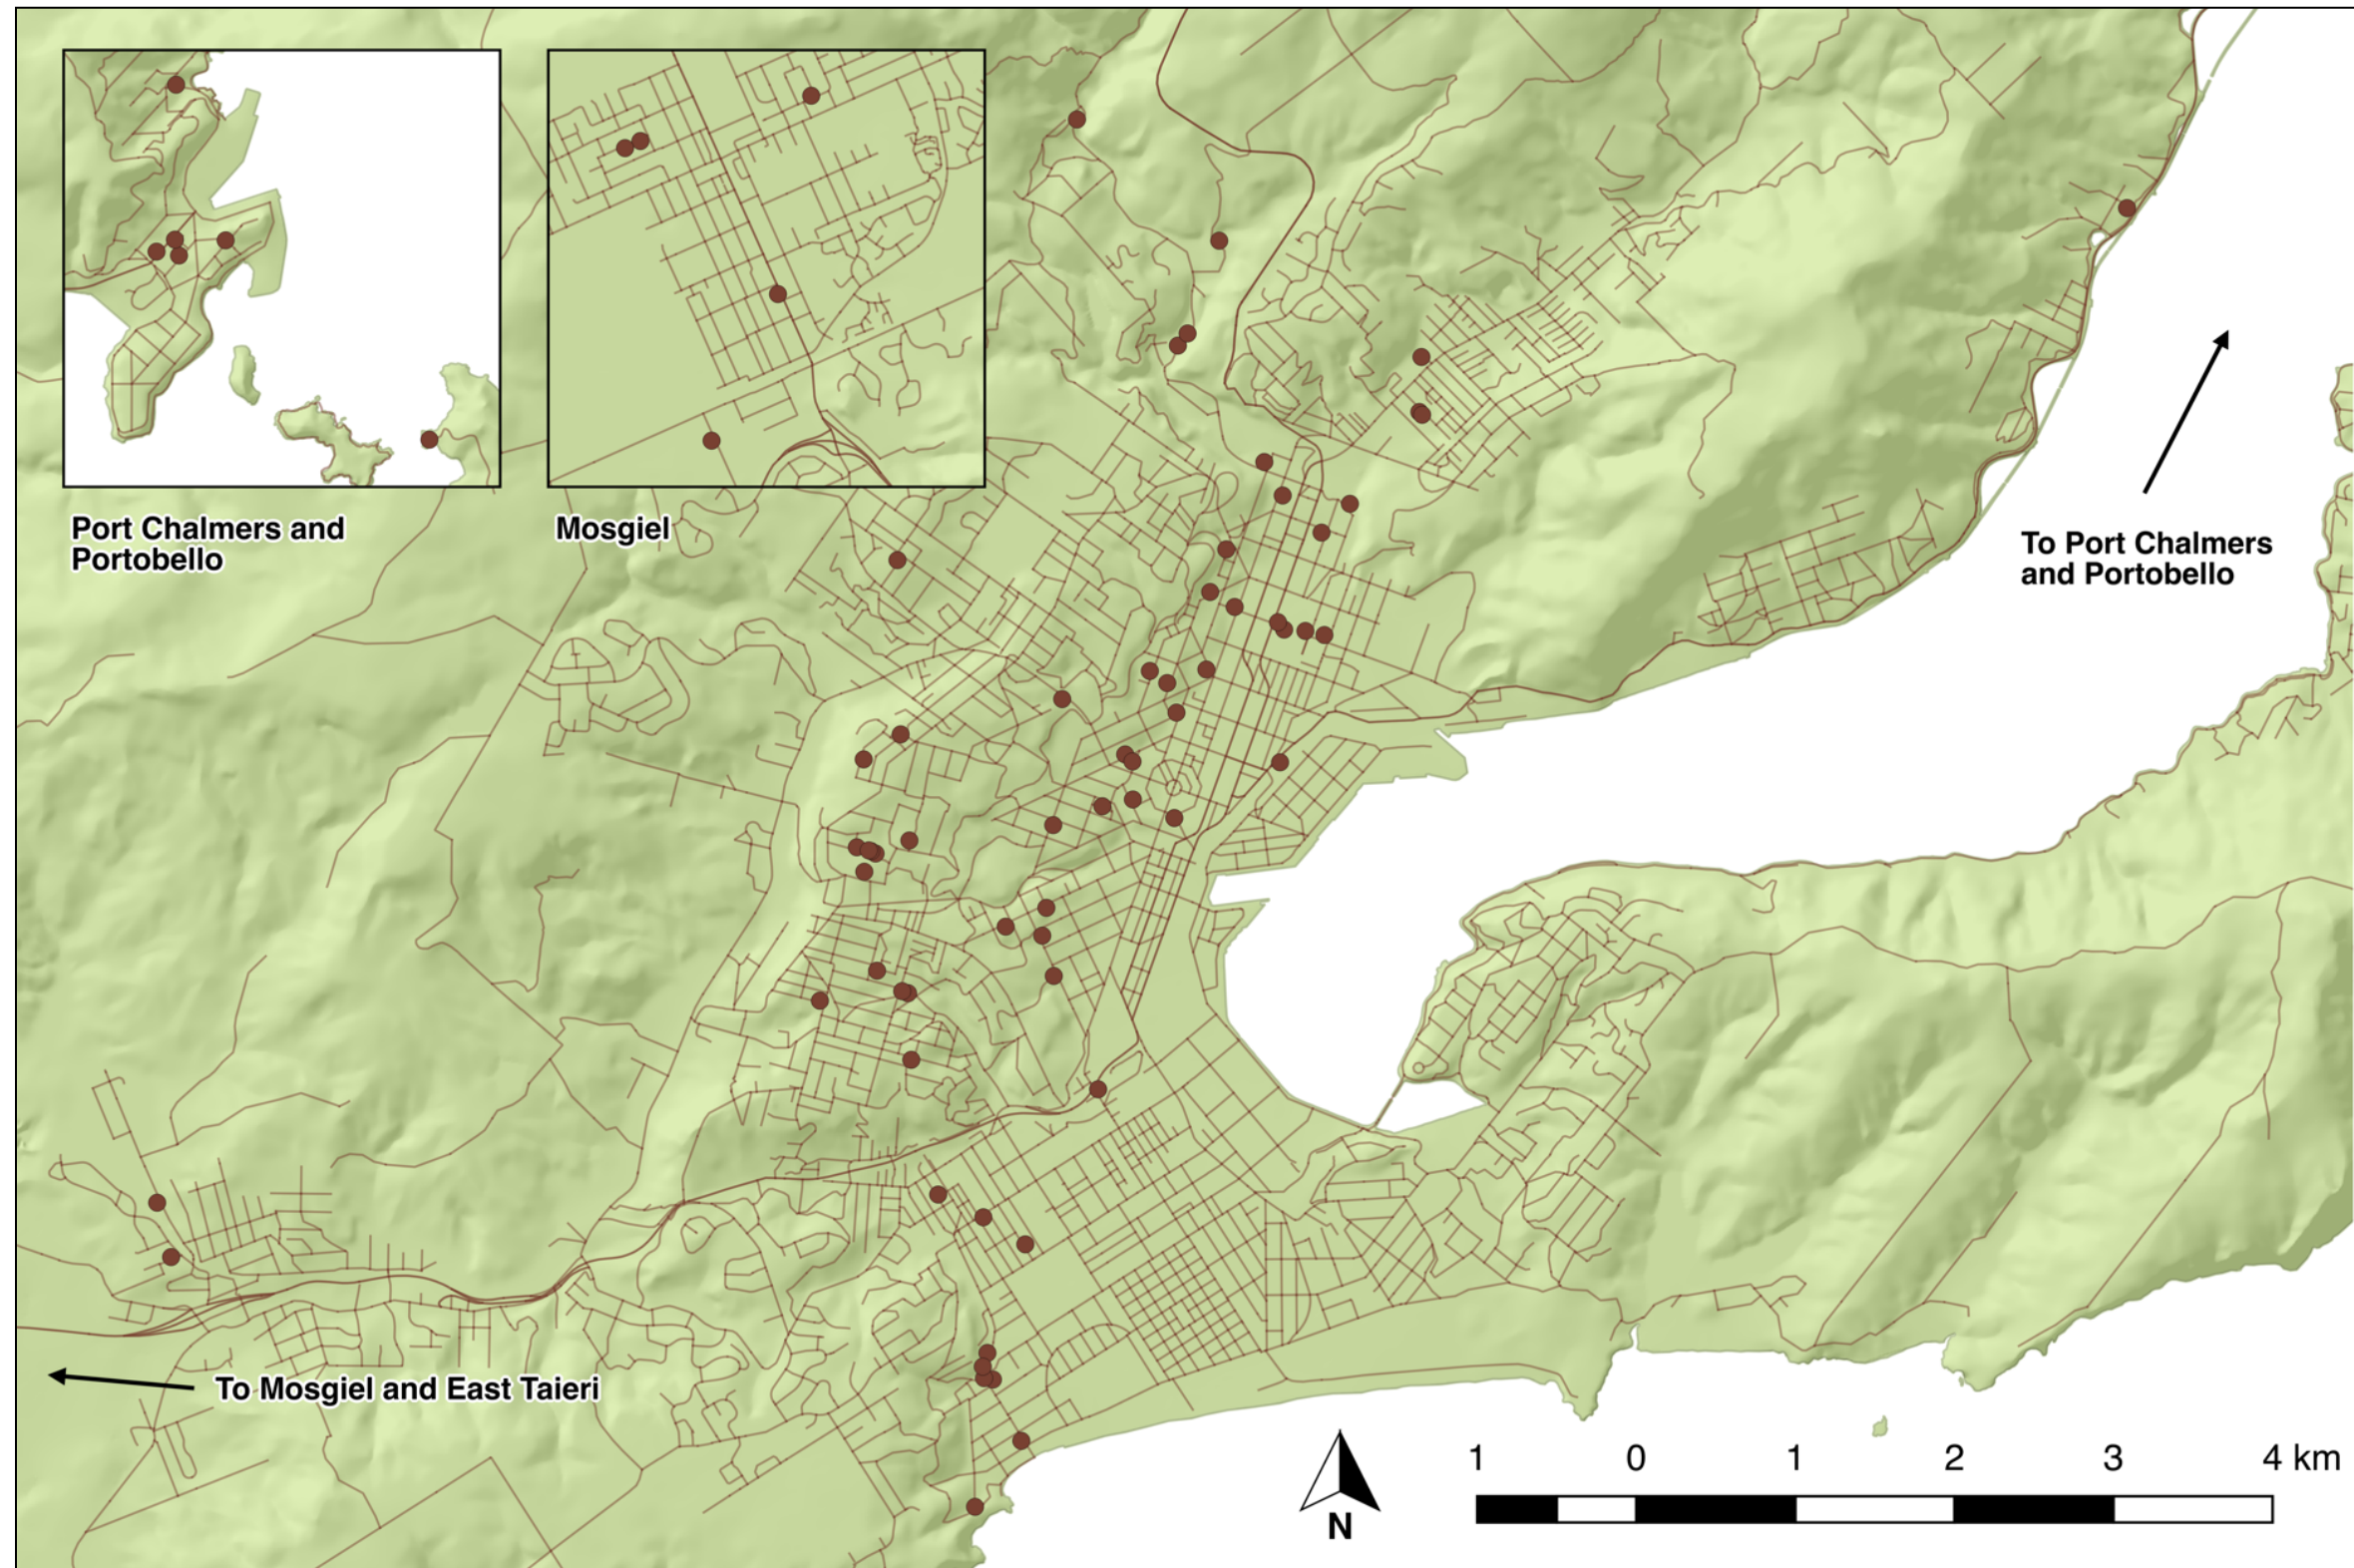 Port Chalmers and
Portobello
Mosgiel
To Port Chalmers
and Portobello
To Mosgiel and East Taieri
1 0 1 2 3 4 km
N